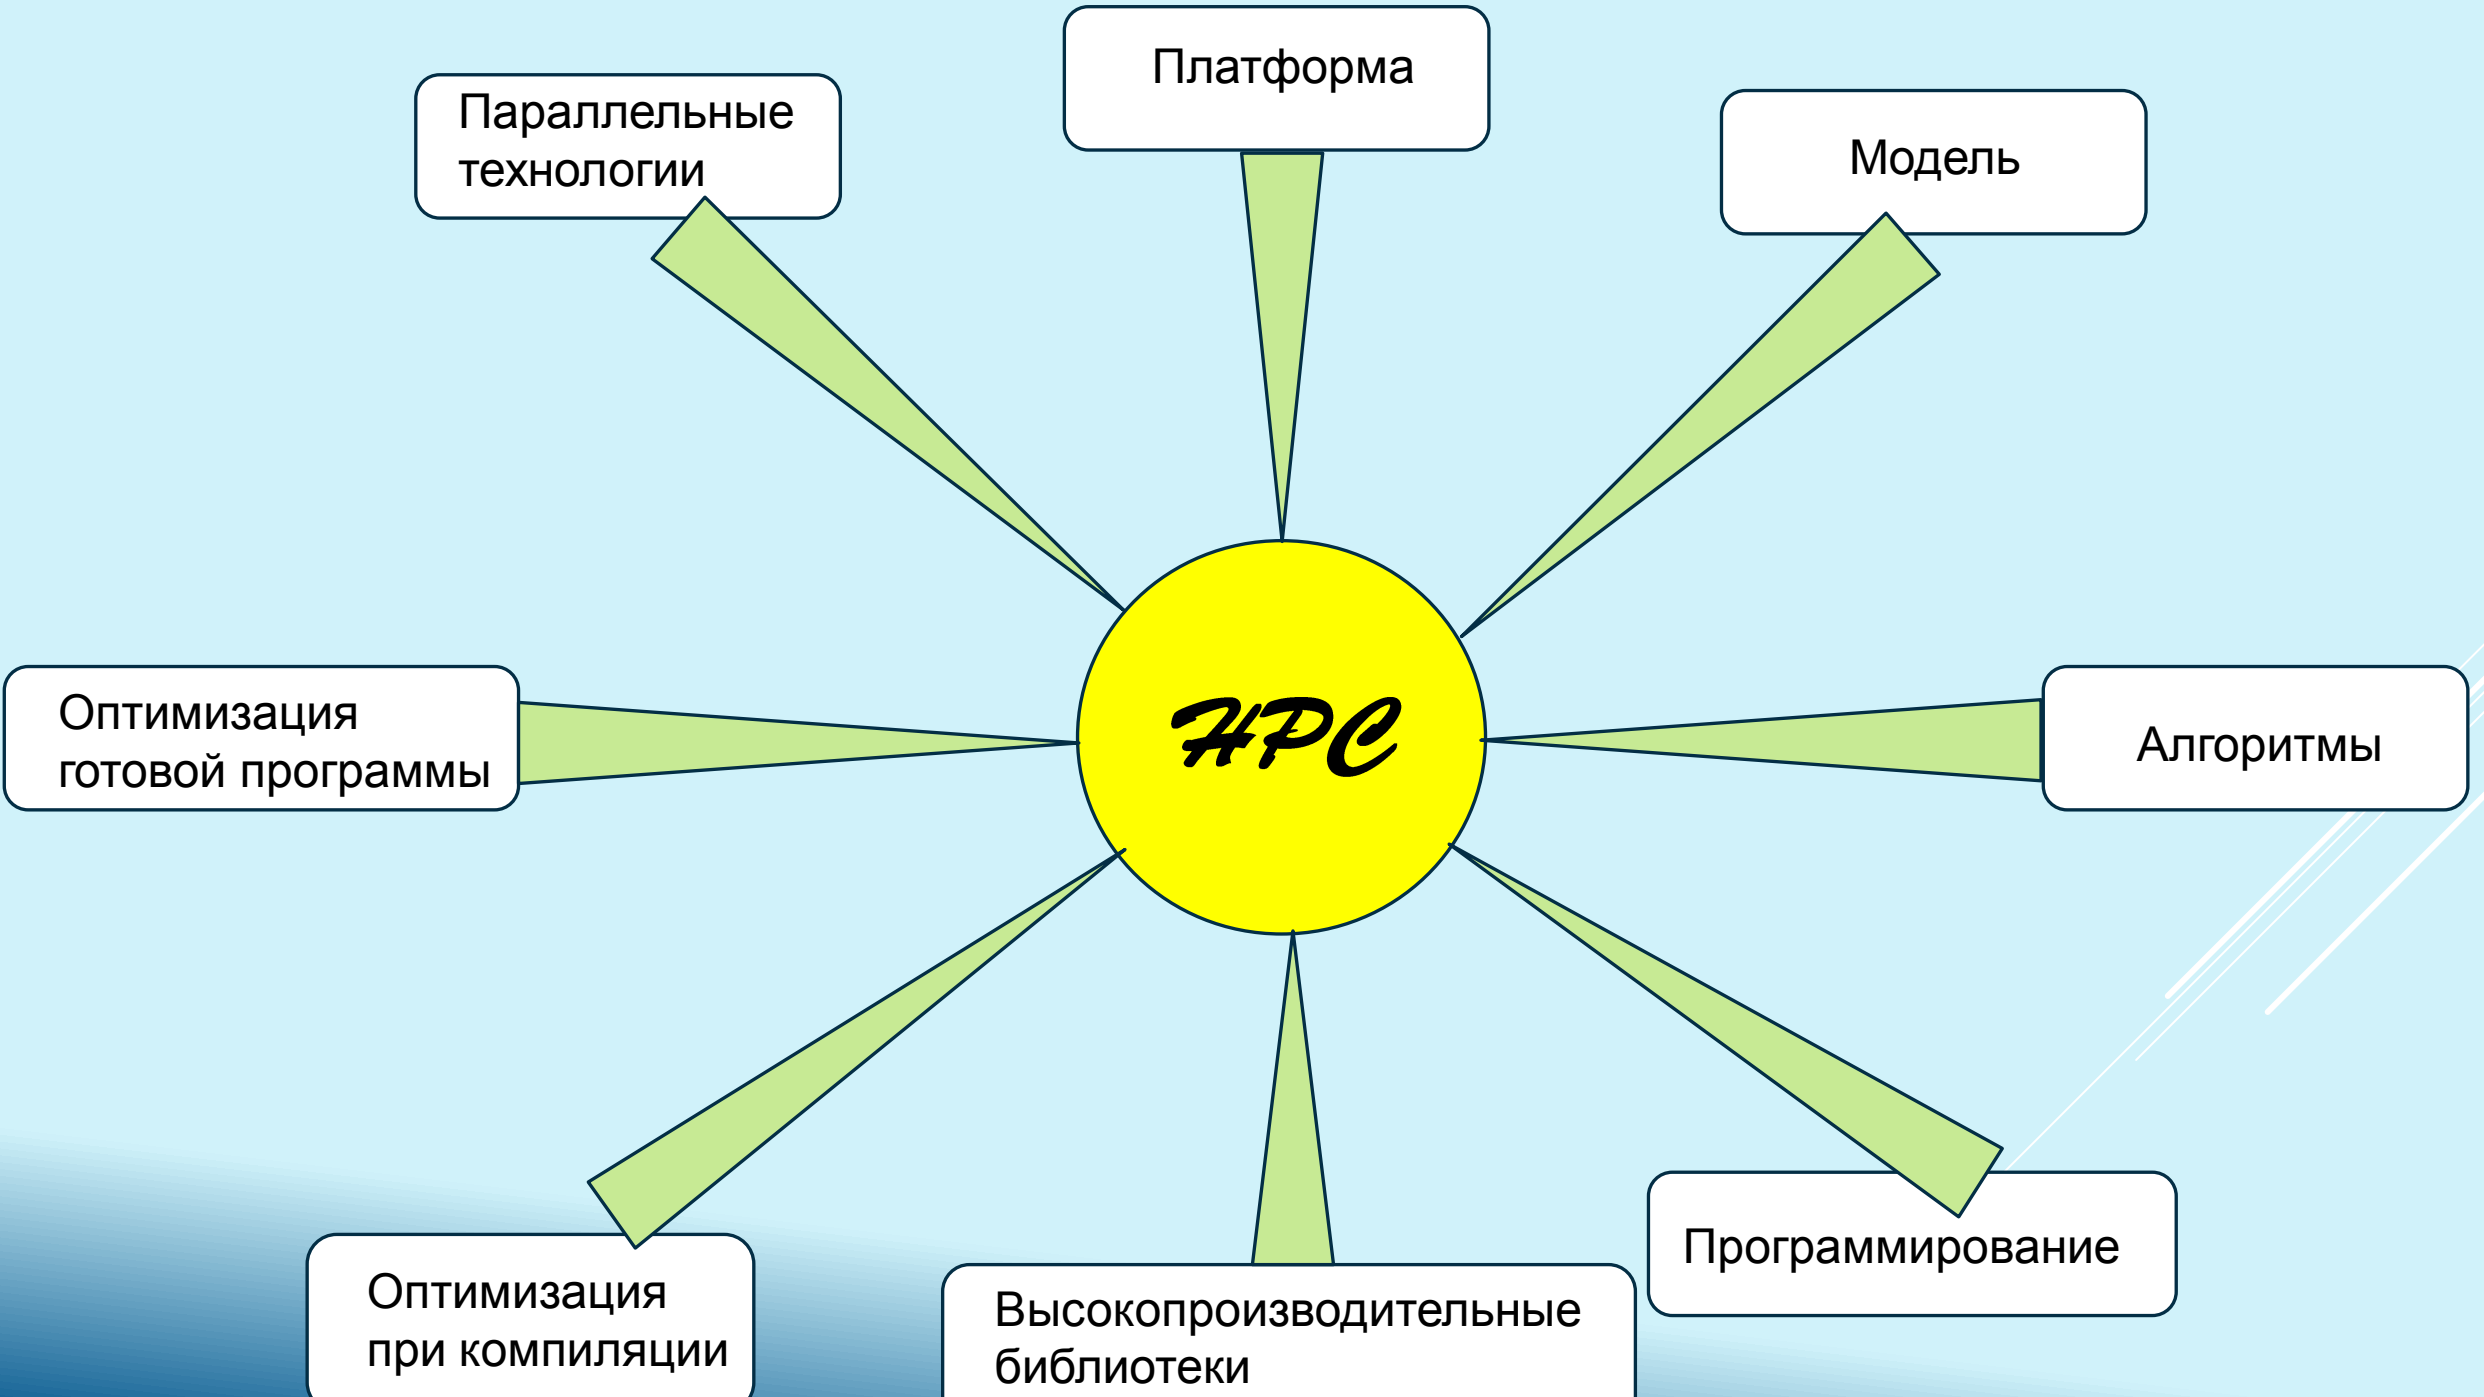 Платформа
Параллельные
технологии
Модель
Оптимизация
готовой программы
HPC
Алгоритмы
Программирование
Оптимизация
при компиляции
Высокопроизводительные
библиотеки